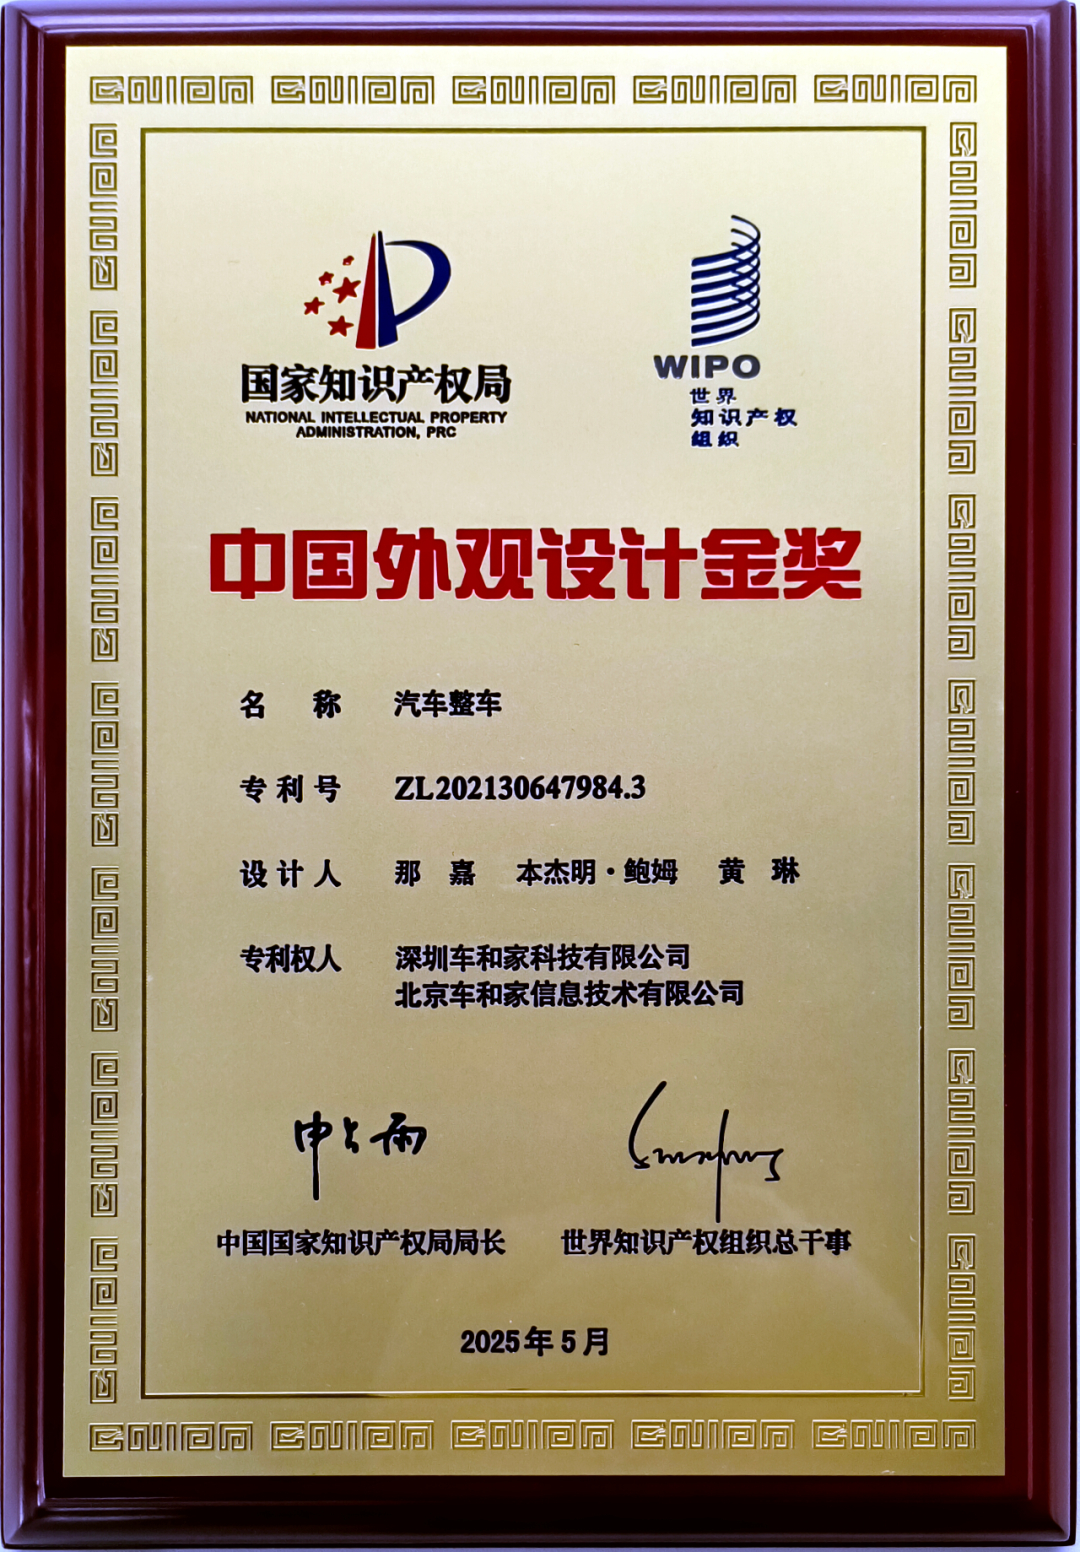 国家知识产权局
NATIONAL INTELLECTUAL PROPERTY
ADMINISTRATION, PRC
WIPO
世界
知识产权
组织
中国外观设计金奖
名 称 汽车整车
专利号 ZL202130647984.3
设计人 那 嘉 本杰明·鲍姆 黄 琳
专利权人 深圳车和家科技有限公司
北京车和家信息技术有限公司
申长雨
中国国家知识产权局局长 世界知识产权组织总干事
2025年5月